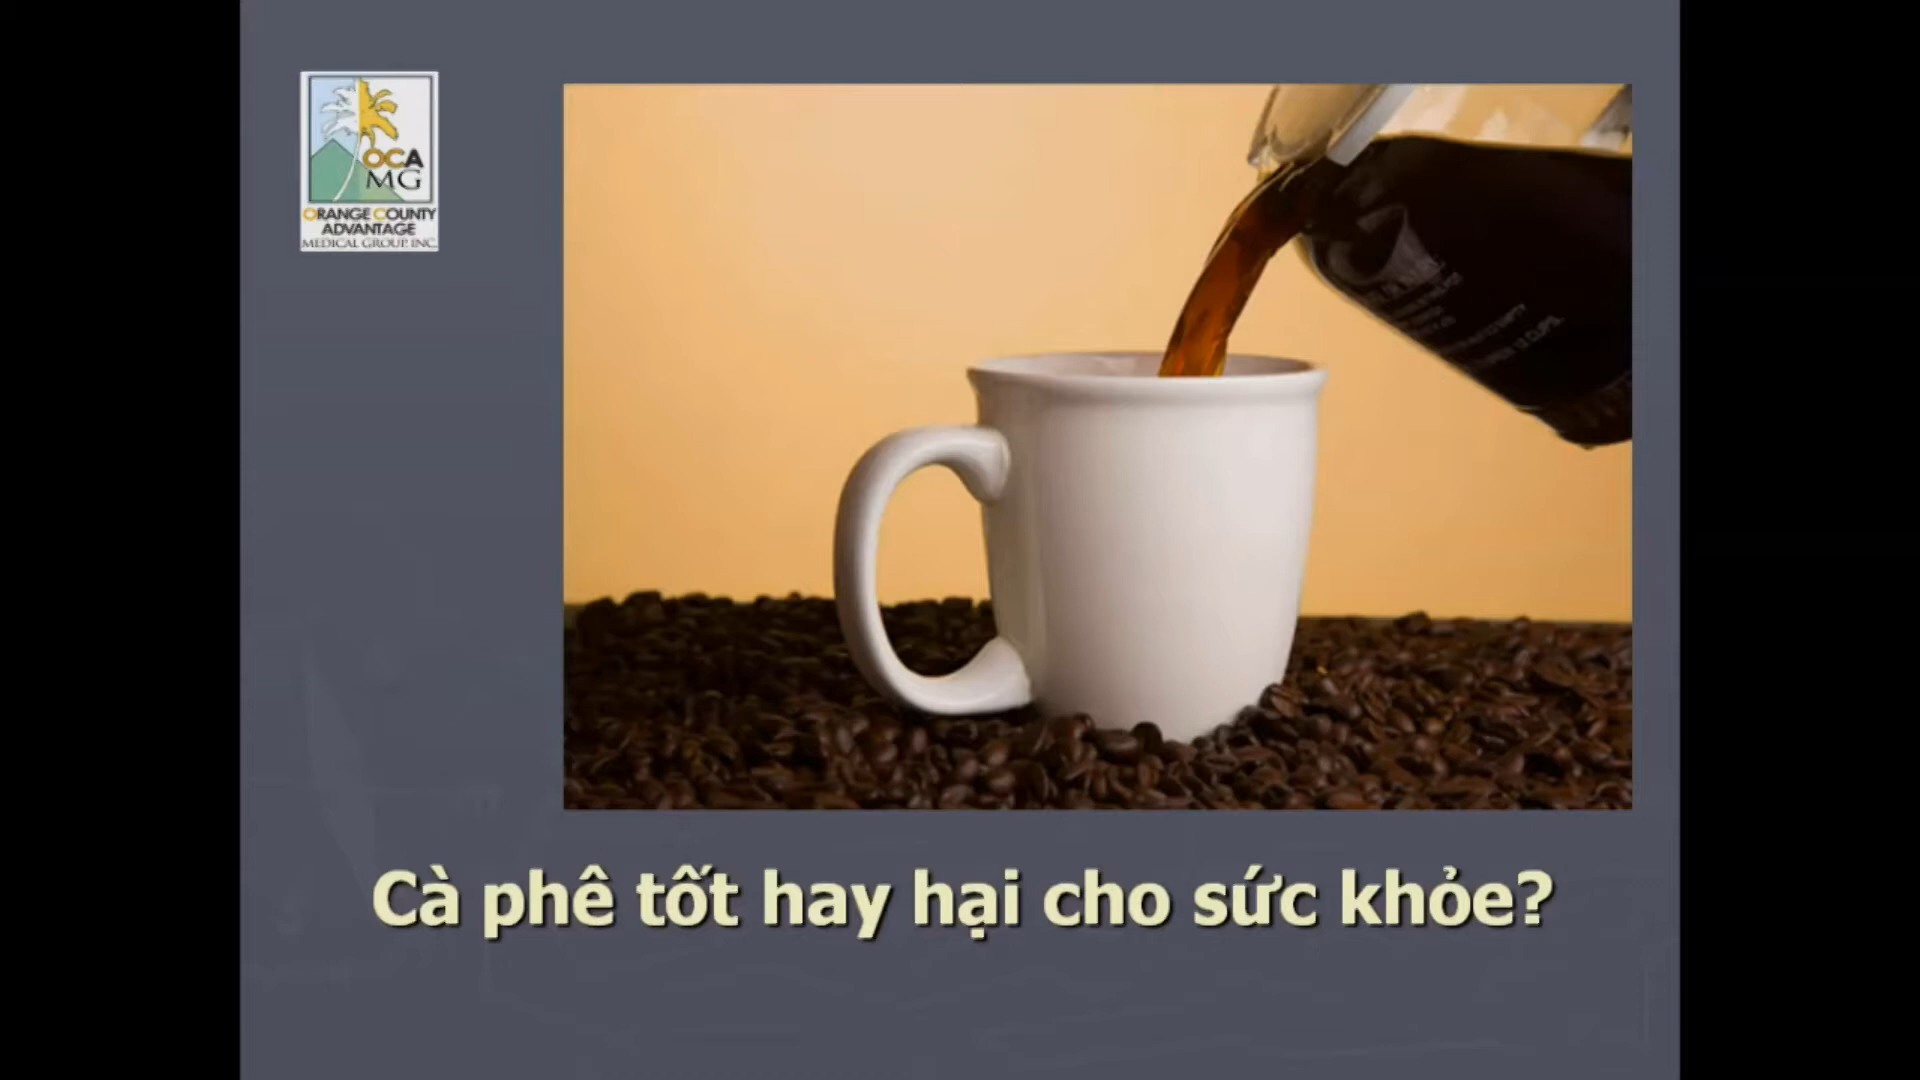 OCA
MG
ORANGE COUNTY
ADVANTAGE
MEDICAL GROUP, INC.
Cà phê tốt hay hại cho sức khỏe?